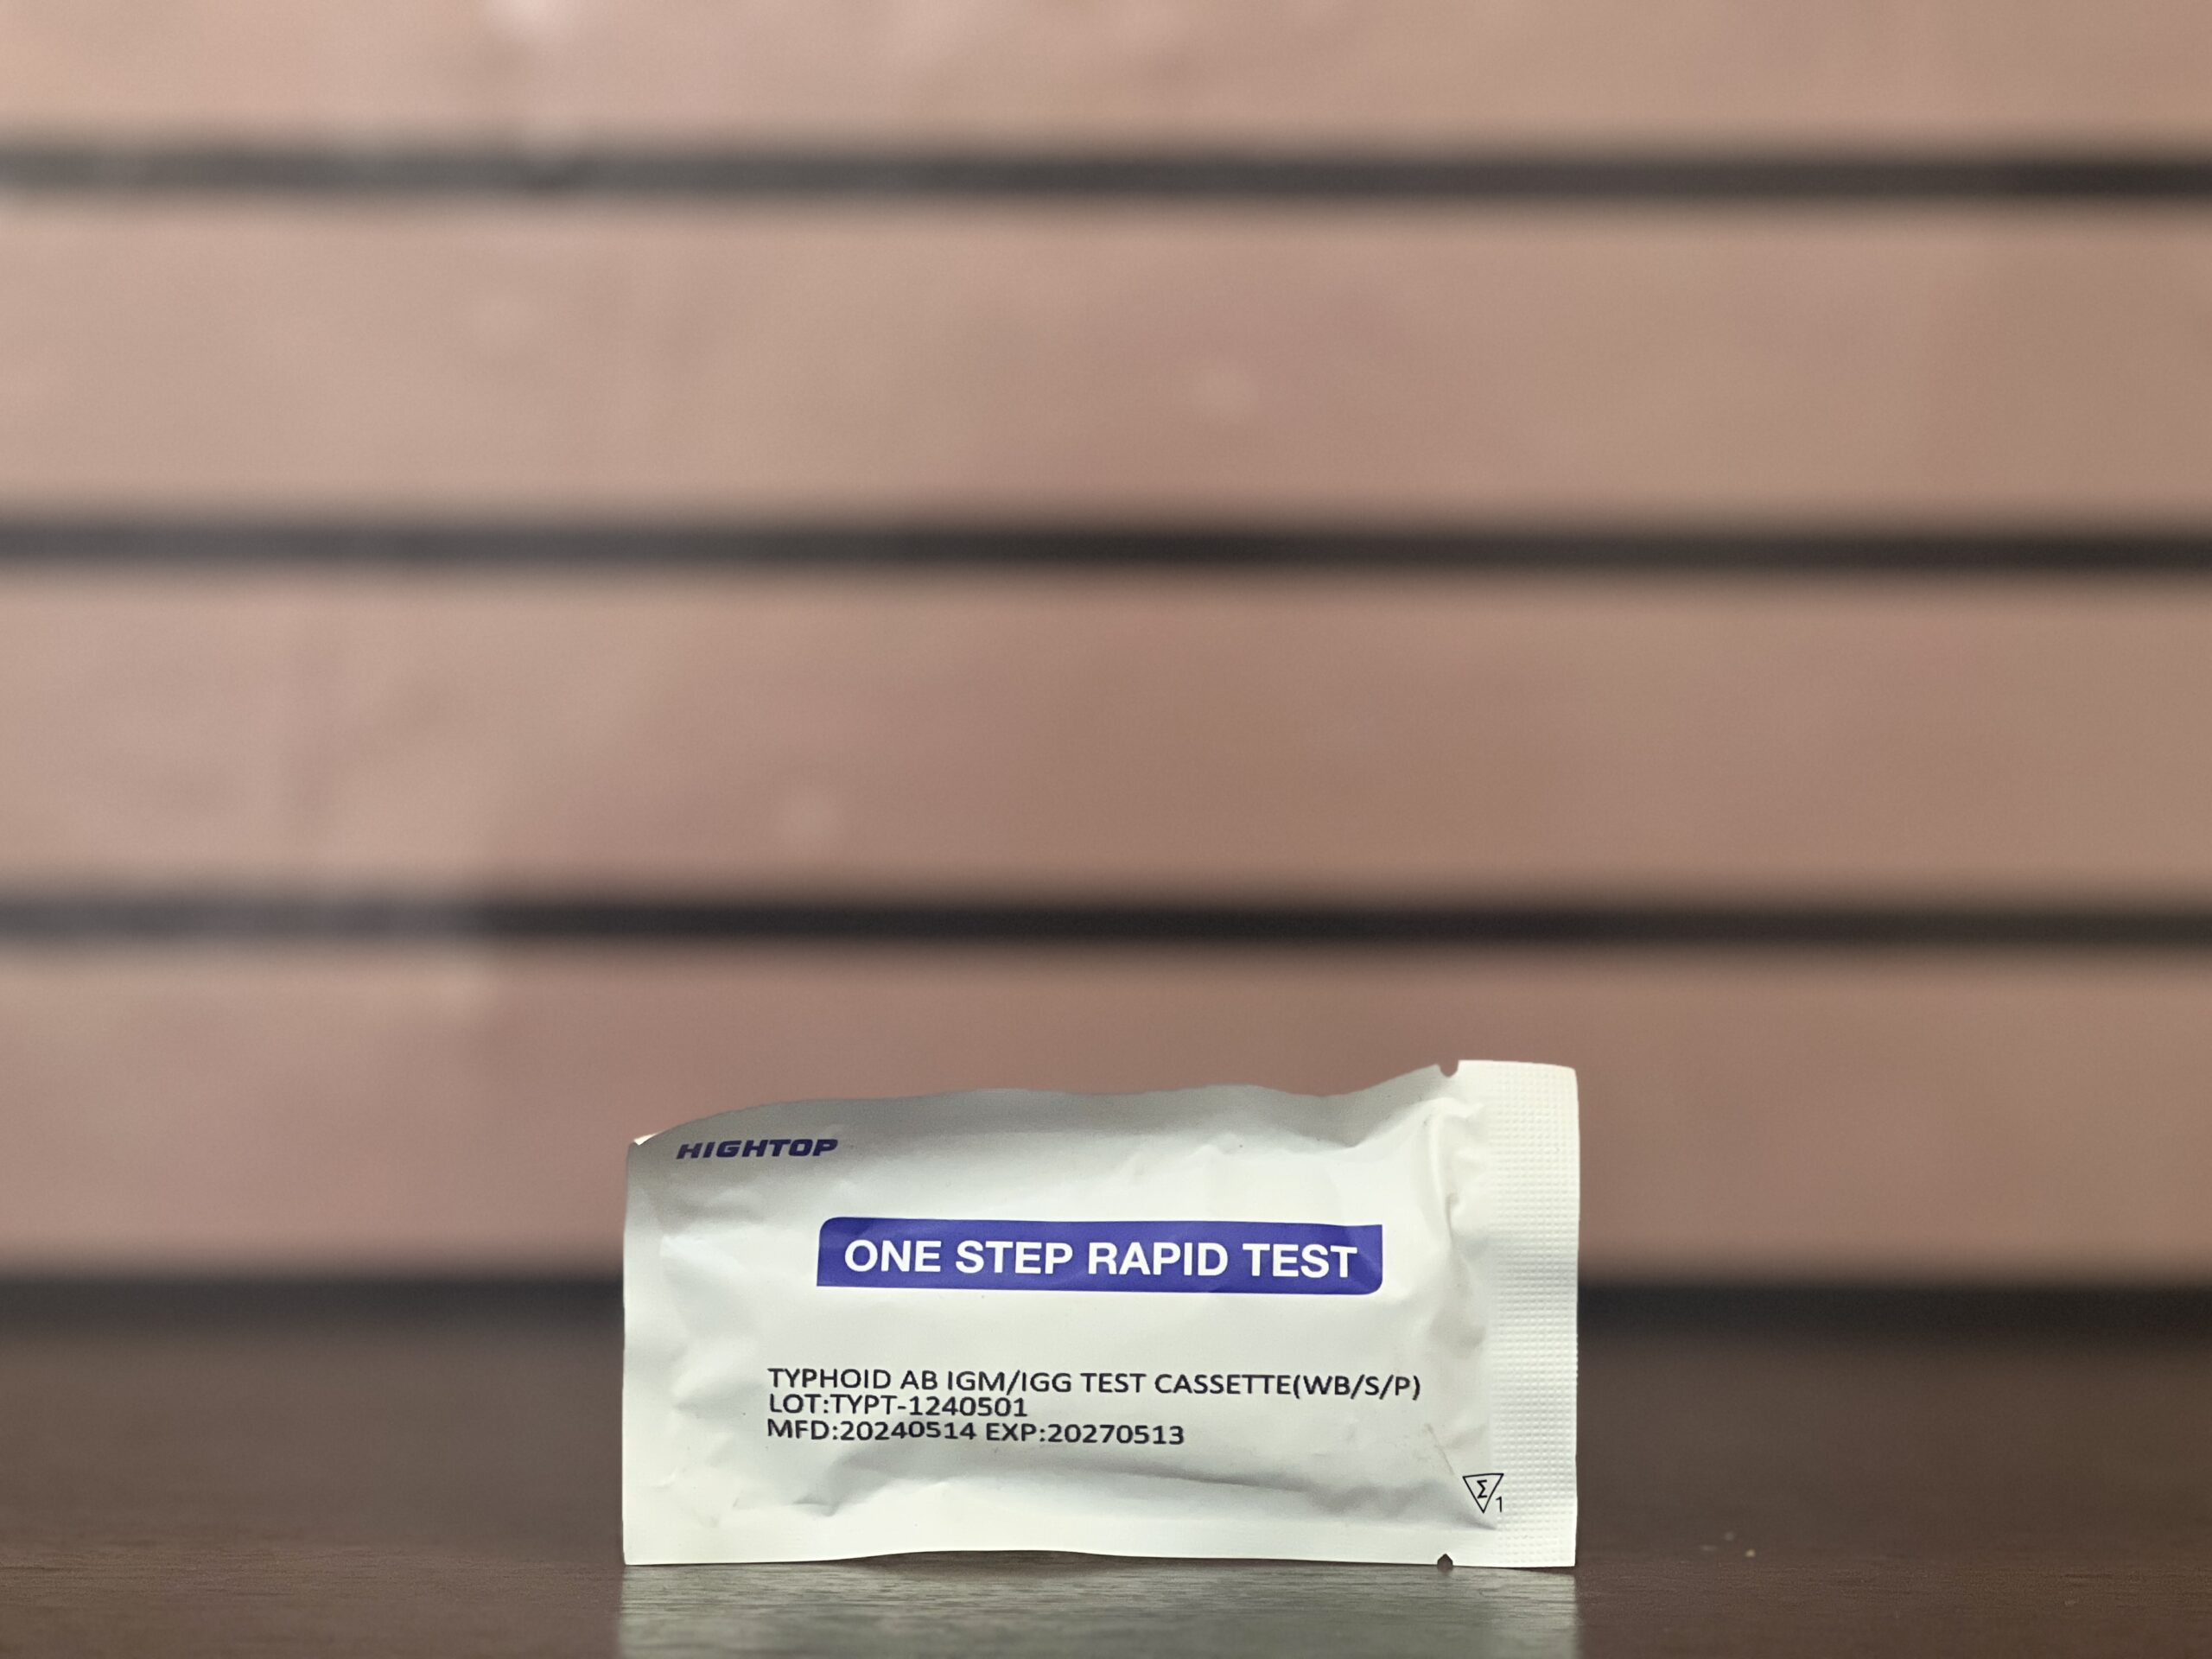 HIGHTOP
ONE STEP RAPID TEST
TYPHOID AB IGM/IGG TEST CASSETTE(WB/S/P)
LOT:TYPT-1240501
MFD:20240514 EXP:20270513
Σ 1